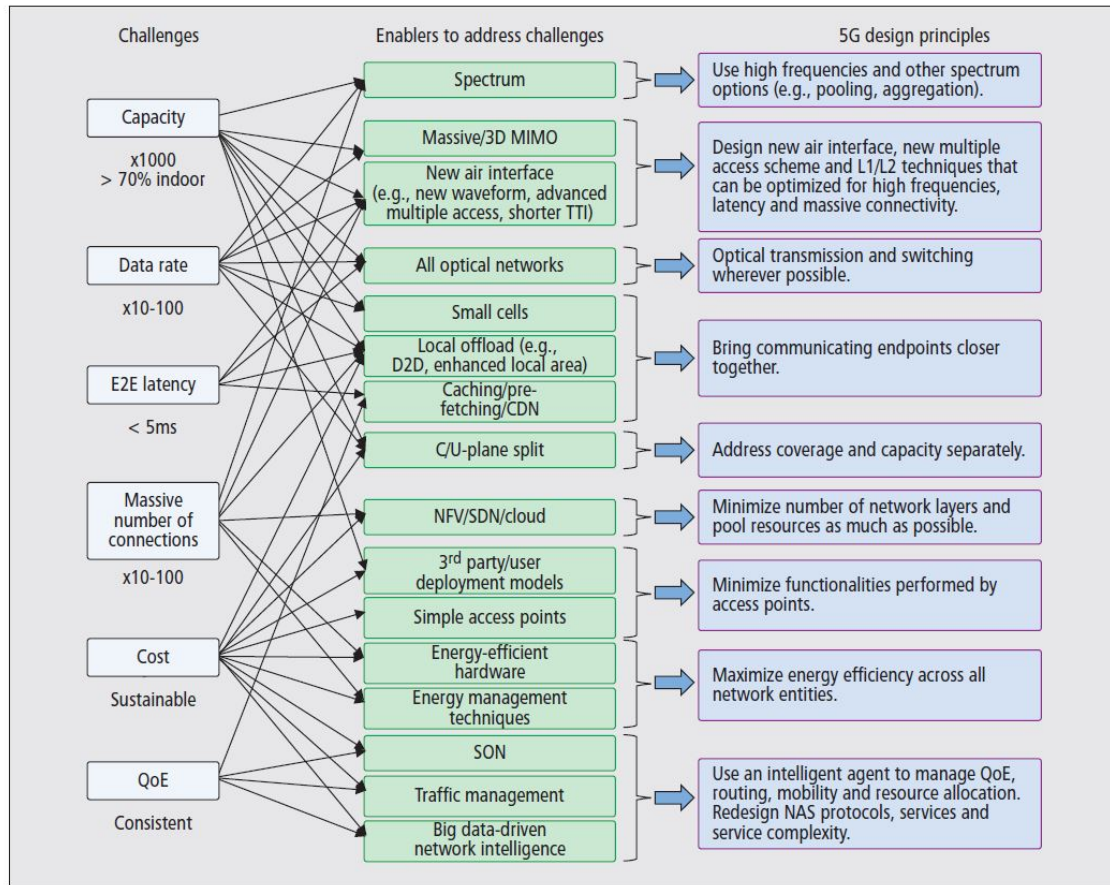 Challenges
Enablers to address challenges
5G design principles
Capacity
x1000
> 70% indoor
Data rate
x10-100
E2E latency
< 5ms
Massive
number of
connections
x10-100
Cost
Sustainable
QoE
Consistent
Spectrum
Massive/3D MIMO
New air interface
(e.g., new waveform, advanced
multiple access, shorter TTI)
All optical networks
Small cells
Local offload (e.g.,
D2D, enhanced local area)
Caching/pre-
fetching/CDN
C/U-plane split
NFV/SDN/cloud
3rd party/user
deployment models
Simple access points
Energy-efficient
hardware
Energy management
techniques
SON
Traffic management
Big data-driven
network intelligence
Use high frequencies and other spectrum
options (e.g., pooling, aggregation).
Design new air interface, new multiple
access scheme and L1/L2 techniques that
can be optimized for high frequencies,
latency and massive connectivity.
Optical transmission and switching
wherever possible.
Bring communicating endpoints closer
together.
Address coverage and capacity separately.
Minimize number of network layers and
pool resources as much as possible.
Minimize functionalities performed by
access points.
Maximize energy efficiency across all
network entities.
Use an intelligent agent to manage QoE,
routing, mobility and resource allocation.
Redesign NAS protocols, services and
service complexity.